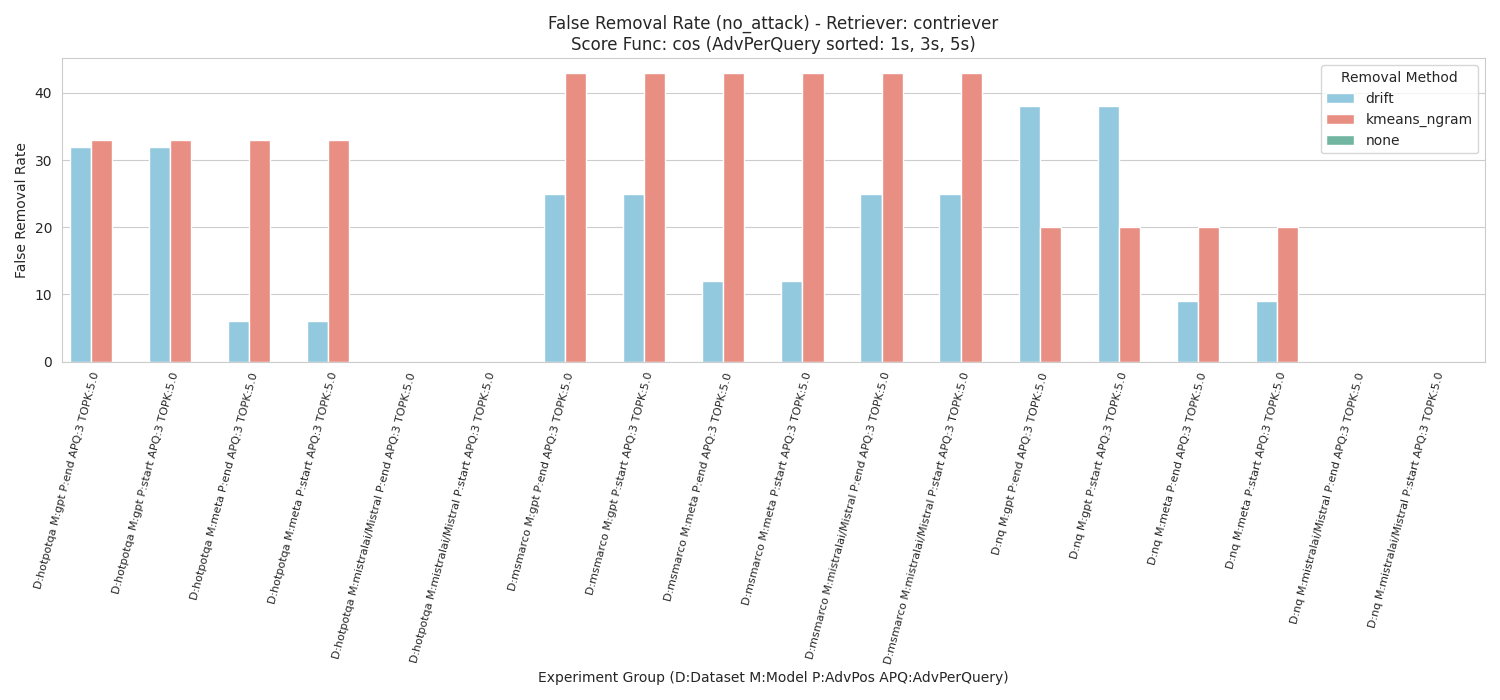 False Removal Rate (no_attack) - Retriever: contriever
Score Func: cos (AdvPerQuery sorted: 1s, 3s, 5s)
Removal Method
drift
kmeans_ngram
none
False Removal Rate
40
30
20
10
0
D:hotpotqa M:gpt P:end APQ:3 TOPK:5.0
D:hotpotqa M:gpt P:start APQ:3 TOPK:5.0
D:hotpotqa M:meta P:end APQ:3 TOPK:5.0
D:hotpotqa M:meta P:start APQ:3 TOPK:5.0
D:hotpotqa M:mistralai/Mistral P:end APQ:3 TOPK:5.0
D:hotpotqa M:mistralai/Mistral P:start APQ:3 TOPK:5.0
D:msmarco M:gpt P:end APQ:3 TOPK:5.0
D:msmarco M:gpt P:start APQ:3 TOPK:5.0
D:msmarco M:meta P:end APQ:3 TOPK:5.0
D:msmarco M:meta P:start APQ:3 TOPK:5.0
D:msmarco M:mistralai/Mistral P:end APQ:3 TOPK:5.0
D:msmarco M:mistralai/Mistral P:start APQ:3 TOPK:5.0
D:nq M:gpt P:end APQ:3 TOPK:5.0
D:nq M:gpt P:start APQ:3 TOPK:5.0
D:nq M:meta P:end APQ:3 TOPK:5.0
D:nq M:meta P:start APQ:3 TOPK:5.0
D:nq M:mistralai/Mistral P:end APQ:3 TOPK:5.0
D:nq M:mistralai/Mistral P:start APQ:3 TOPK:5.0
Experiment Group (D:Dataset M:Model P:AdvPos APQ:AdvPerQuery)